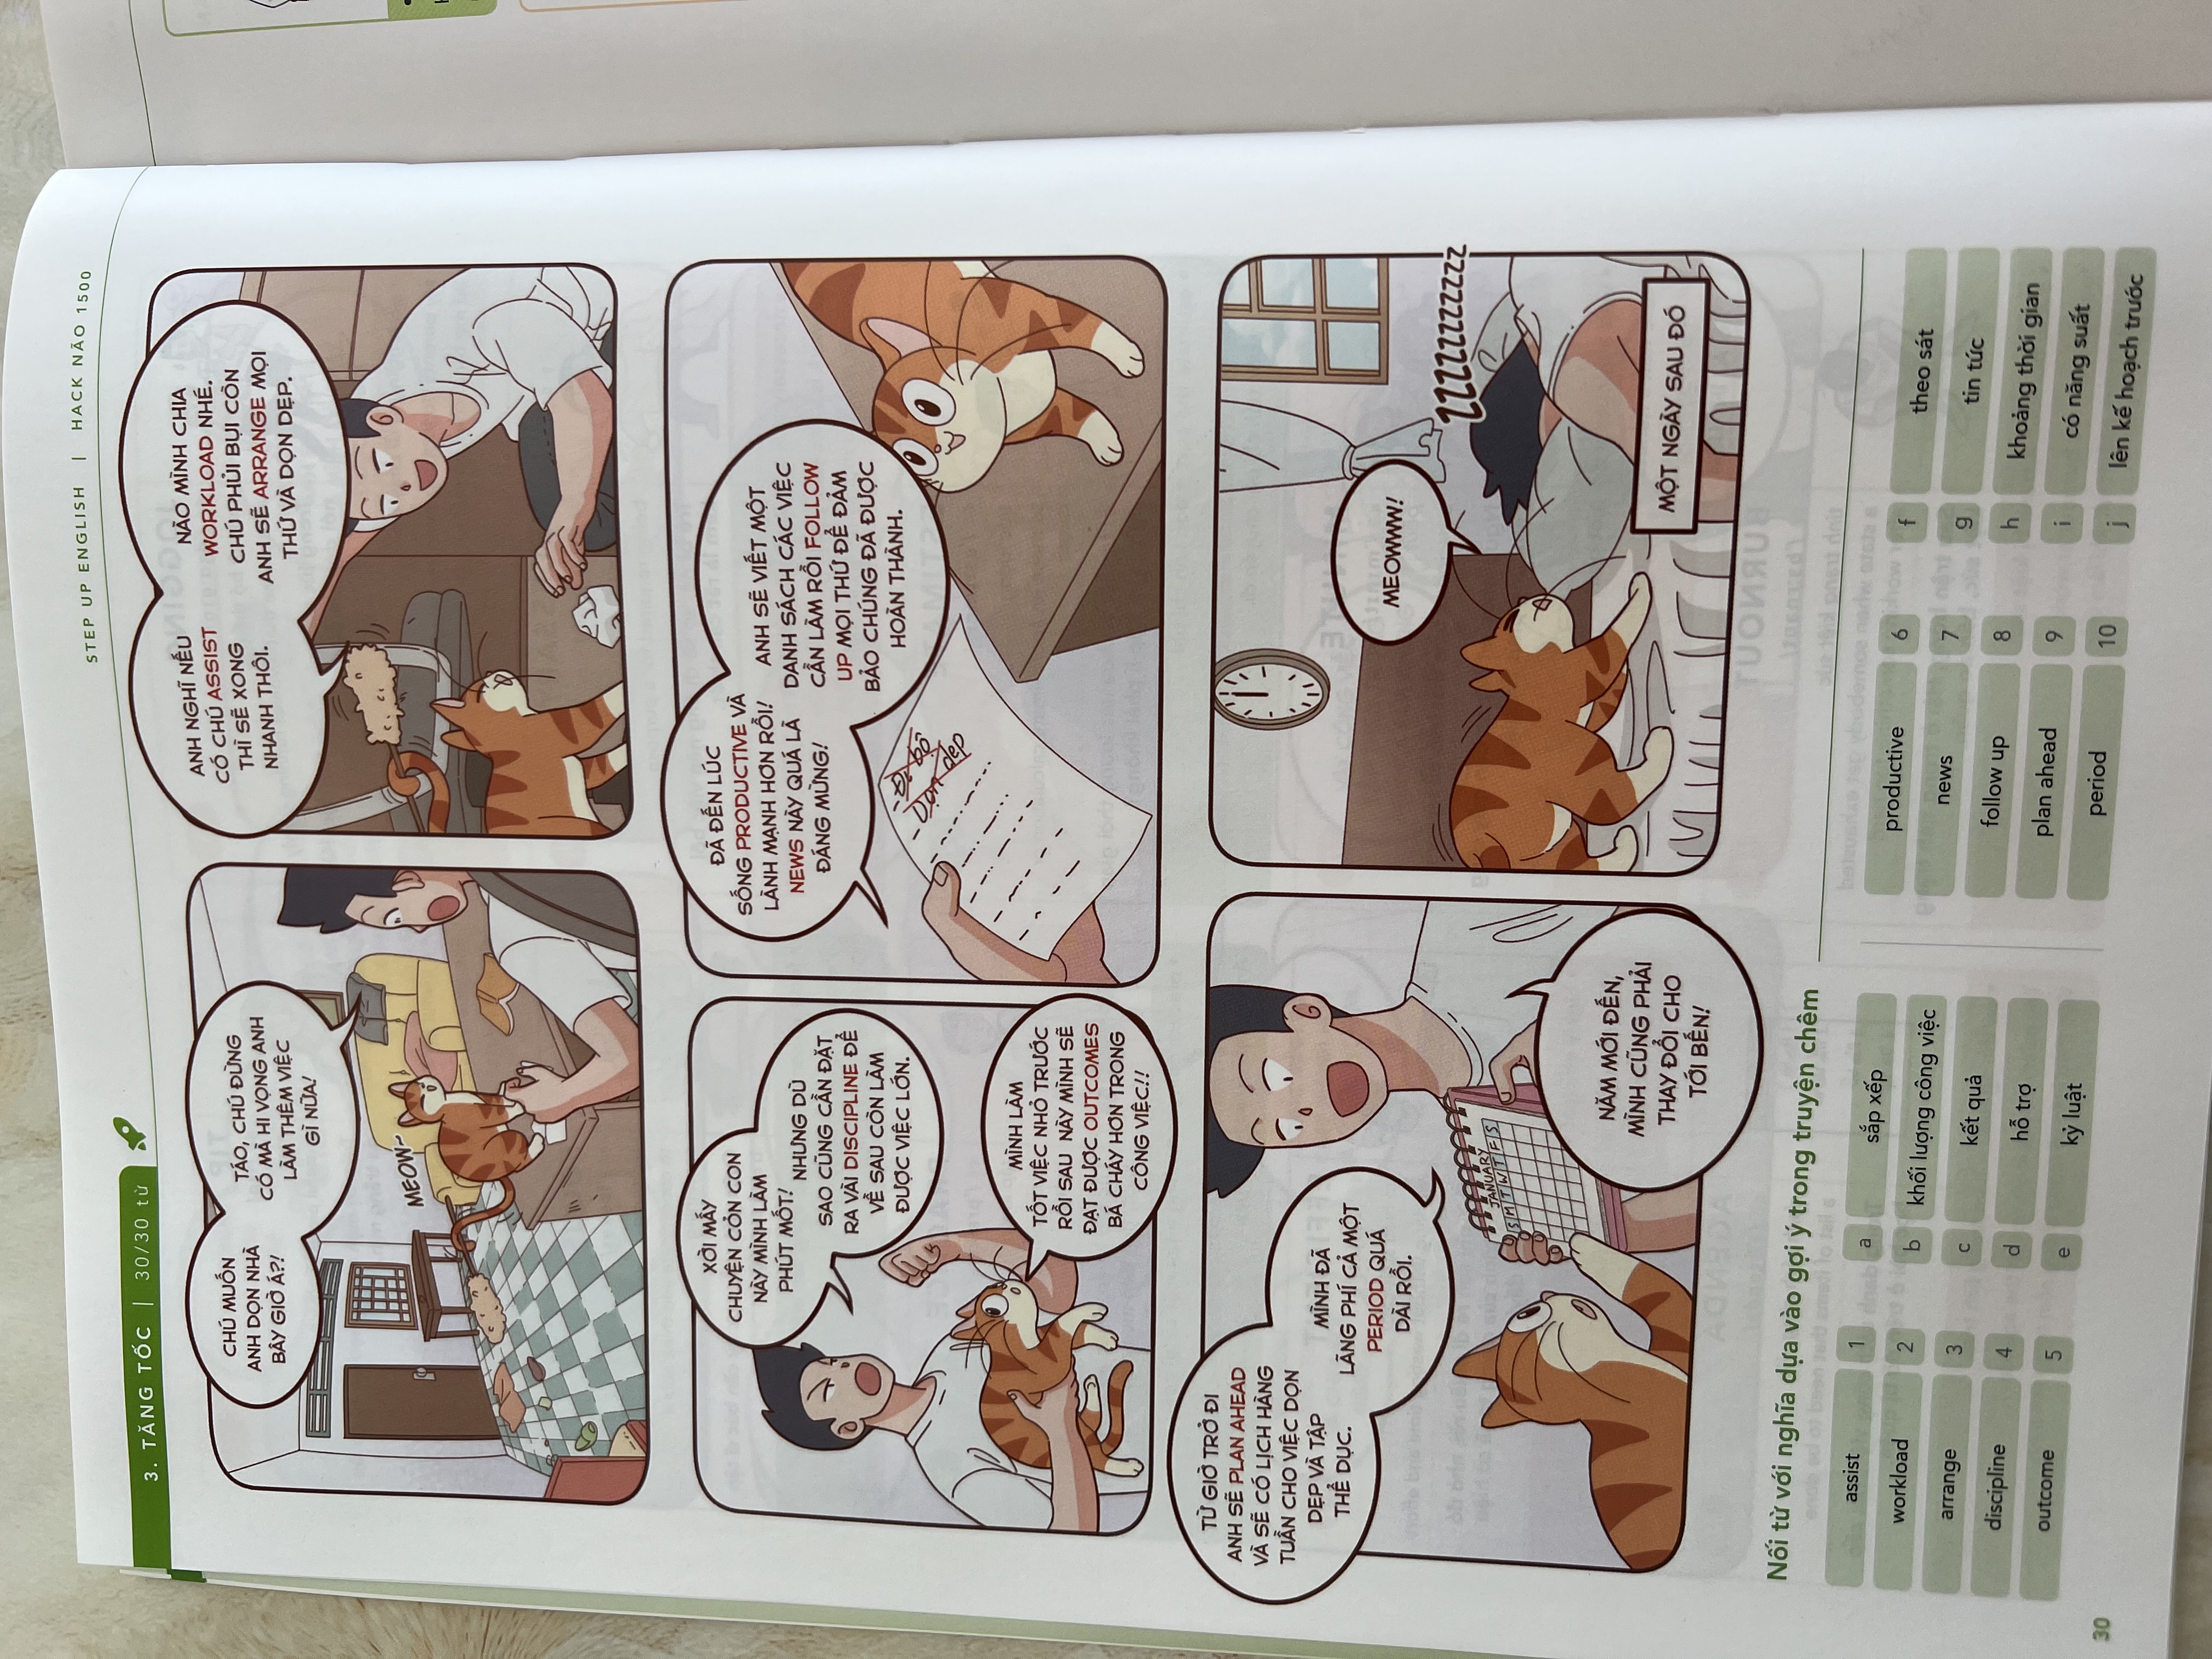 STEP UP ENGLISH | HACK NÃO 1500
3. TĂNG TỐC | 30/30 từ
CHÚ MUỐN
ANH DỌN NHÀ
BÂY GIỜ Á?!
TÁO, CHÚ ĐỪNG
CÓ MÀ HI VỌNG ANH
LÀM THÊM VIỆC
GÌ NỮA!
MEOW~
ANH NGHĨ NẾU
CÓ CHÚ ASSIST
THÌ SẼ XONG
NHANH THÔI.
NÀO MÌNH CHIA
WORKLOAD NHÉ.
CHÚ PHỦI BỤI CÒN
ANH SẼ ARRANGE MỌI
THỨ VÀ DỌN DẸP.
XỜI MẤY
CHUYỆN CỎN CON
NÀY MÌNH LÀM
PHÚT MỐT!
NHƯNG DÙ
SAO CŨNG CẦN ĐẶT
RA VÀI DISCIPLINE ĐỂ
VỀ SAU CÒN LÀM
ĐƯỢC VIỆC LỚN.
MÌNH LÀM
TỐT VIỆC NHỎ TRƯỚC
RỒI SAU NÀY MÌNH SẼ
ĐẠT ĐƯỢC OUTCOMES
BÁ CHÁY HƠN TRONG
CÔNG VIỆC!!
ĐÃ ĐẾN LÚC
SỐNG PRODUCTIVE VÀ
LÀNH MẠNH HƠN RỒI!
NEWS NÀY QUÁ LÀ
ĐÁNG MỪNG!
ANH SẼ VIẾT MỘT
DANH SÁCH CÁC VIỆC
CẦN LÀM RỒI FOLLOW
UP MỌI THỨ ĐỂ ĐẢM
BẢO CHÚNG ĐÃ ĐƯỢC
HOÀN THÀNH.
- Đi bộ
- Dọn dẹp
TỪ GIỜ TRỞ ĐI
ANH SẼ PLAN AHEAD
VÀ SẼ CÓ LỊCH HÀNG
TUẦN CHO VIỆC DỌN
DẸP VÀ TẬP
THỂ DỤC.
MÌNH ĐÃ
LÃNG PHÍ CẢ MỘT
PERIOD QUÁ
DÀI RỒI.
JANUARY
S M T W T F S
NĂM MỚI ĐẾN,
MÌNH CŨNG PHẢI
THAY ĐỔI CHO
TỚI BẾN!
MEOWWW!
ZZZZZZZZZZZ
MỘT NGÀY SAU ĐÓ
Nối từ với nghĩa dựa vào gợi ý trong truyện chêm
assist 1 a sắp xếp
workload 2 b khối lượng công việc
arrange 3 c kết quả
discipline 4 d hỗ trợ
outcome 5 e kỷ luật
productive 6 f theo sát
news 7 g tin tức
follow up 8 h khoảng thời gian
plan ahead 9 i có năng suất
period 10 j lên kế hoạch trước
30